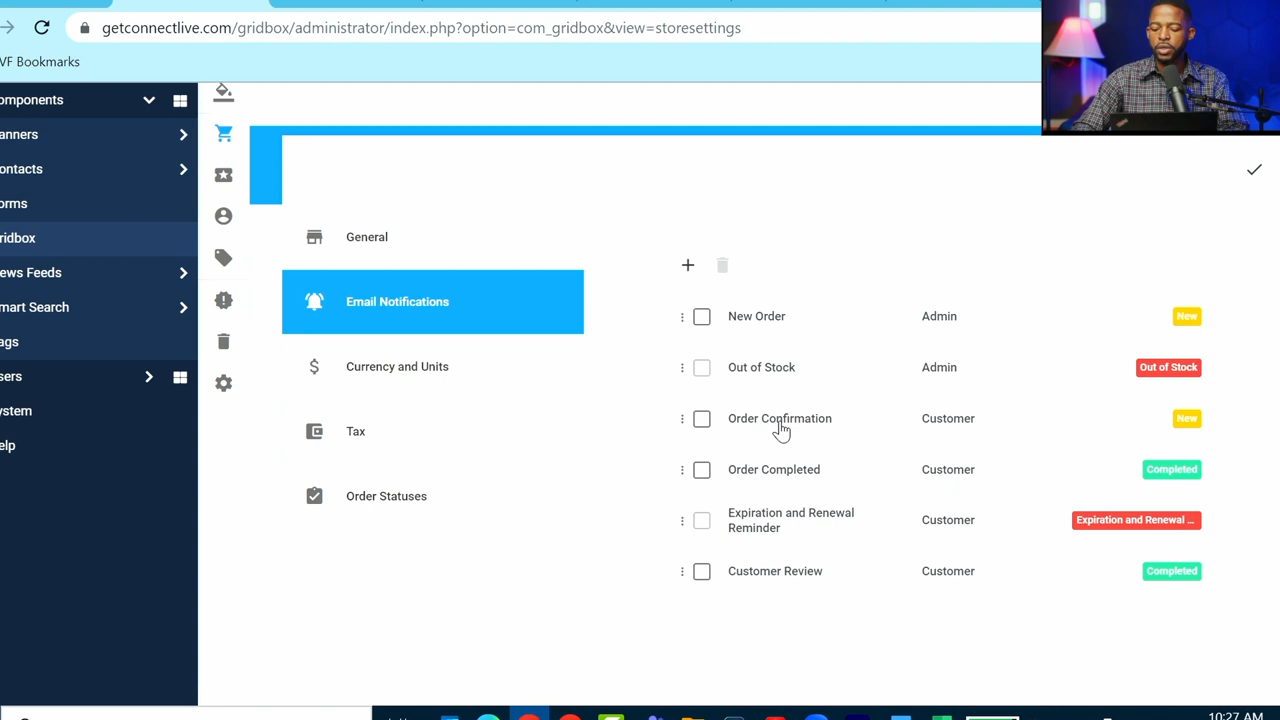 getconnectlive.com/gridbox/administrator/index.php?option=com_gridbox&view=storesettings
VF Bookmarks
omponents
anners
ontacts
orms
ridbox
ews Feeds
mart Search
ags
sers
ystem
elp
General
Email Notifications
Currency and Units
Tax
Order Statuses
New Order Admin New
Out of Stock Admin Out of Stock
Order Confirmation Customer New
Order Completed Customer Completed
Expiration and Renewal
Reminder Customer Expiration and Renewal ...
Customer Review Customer Completed
10:27 AM